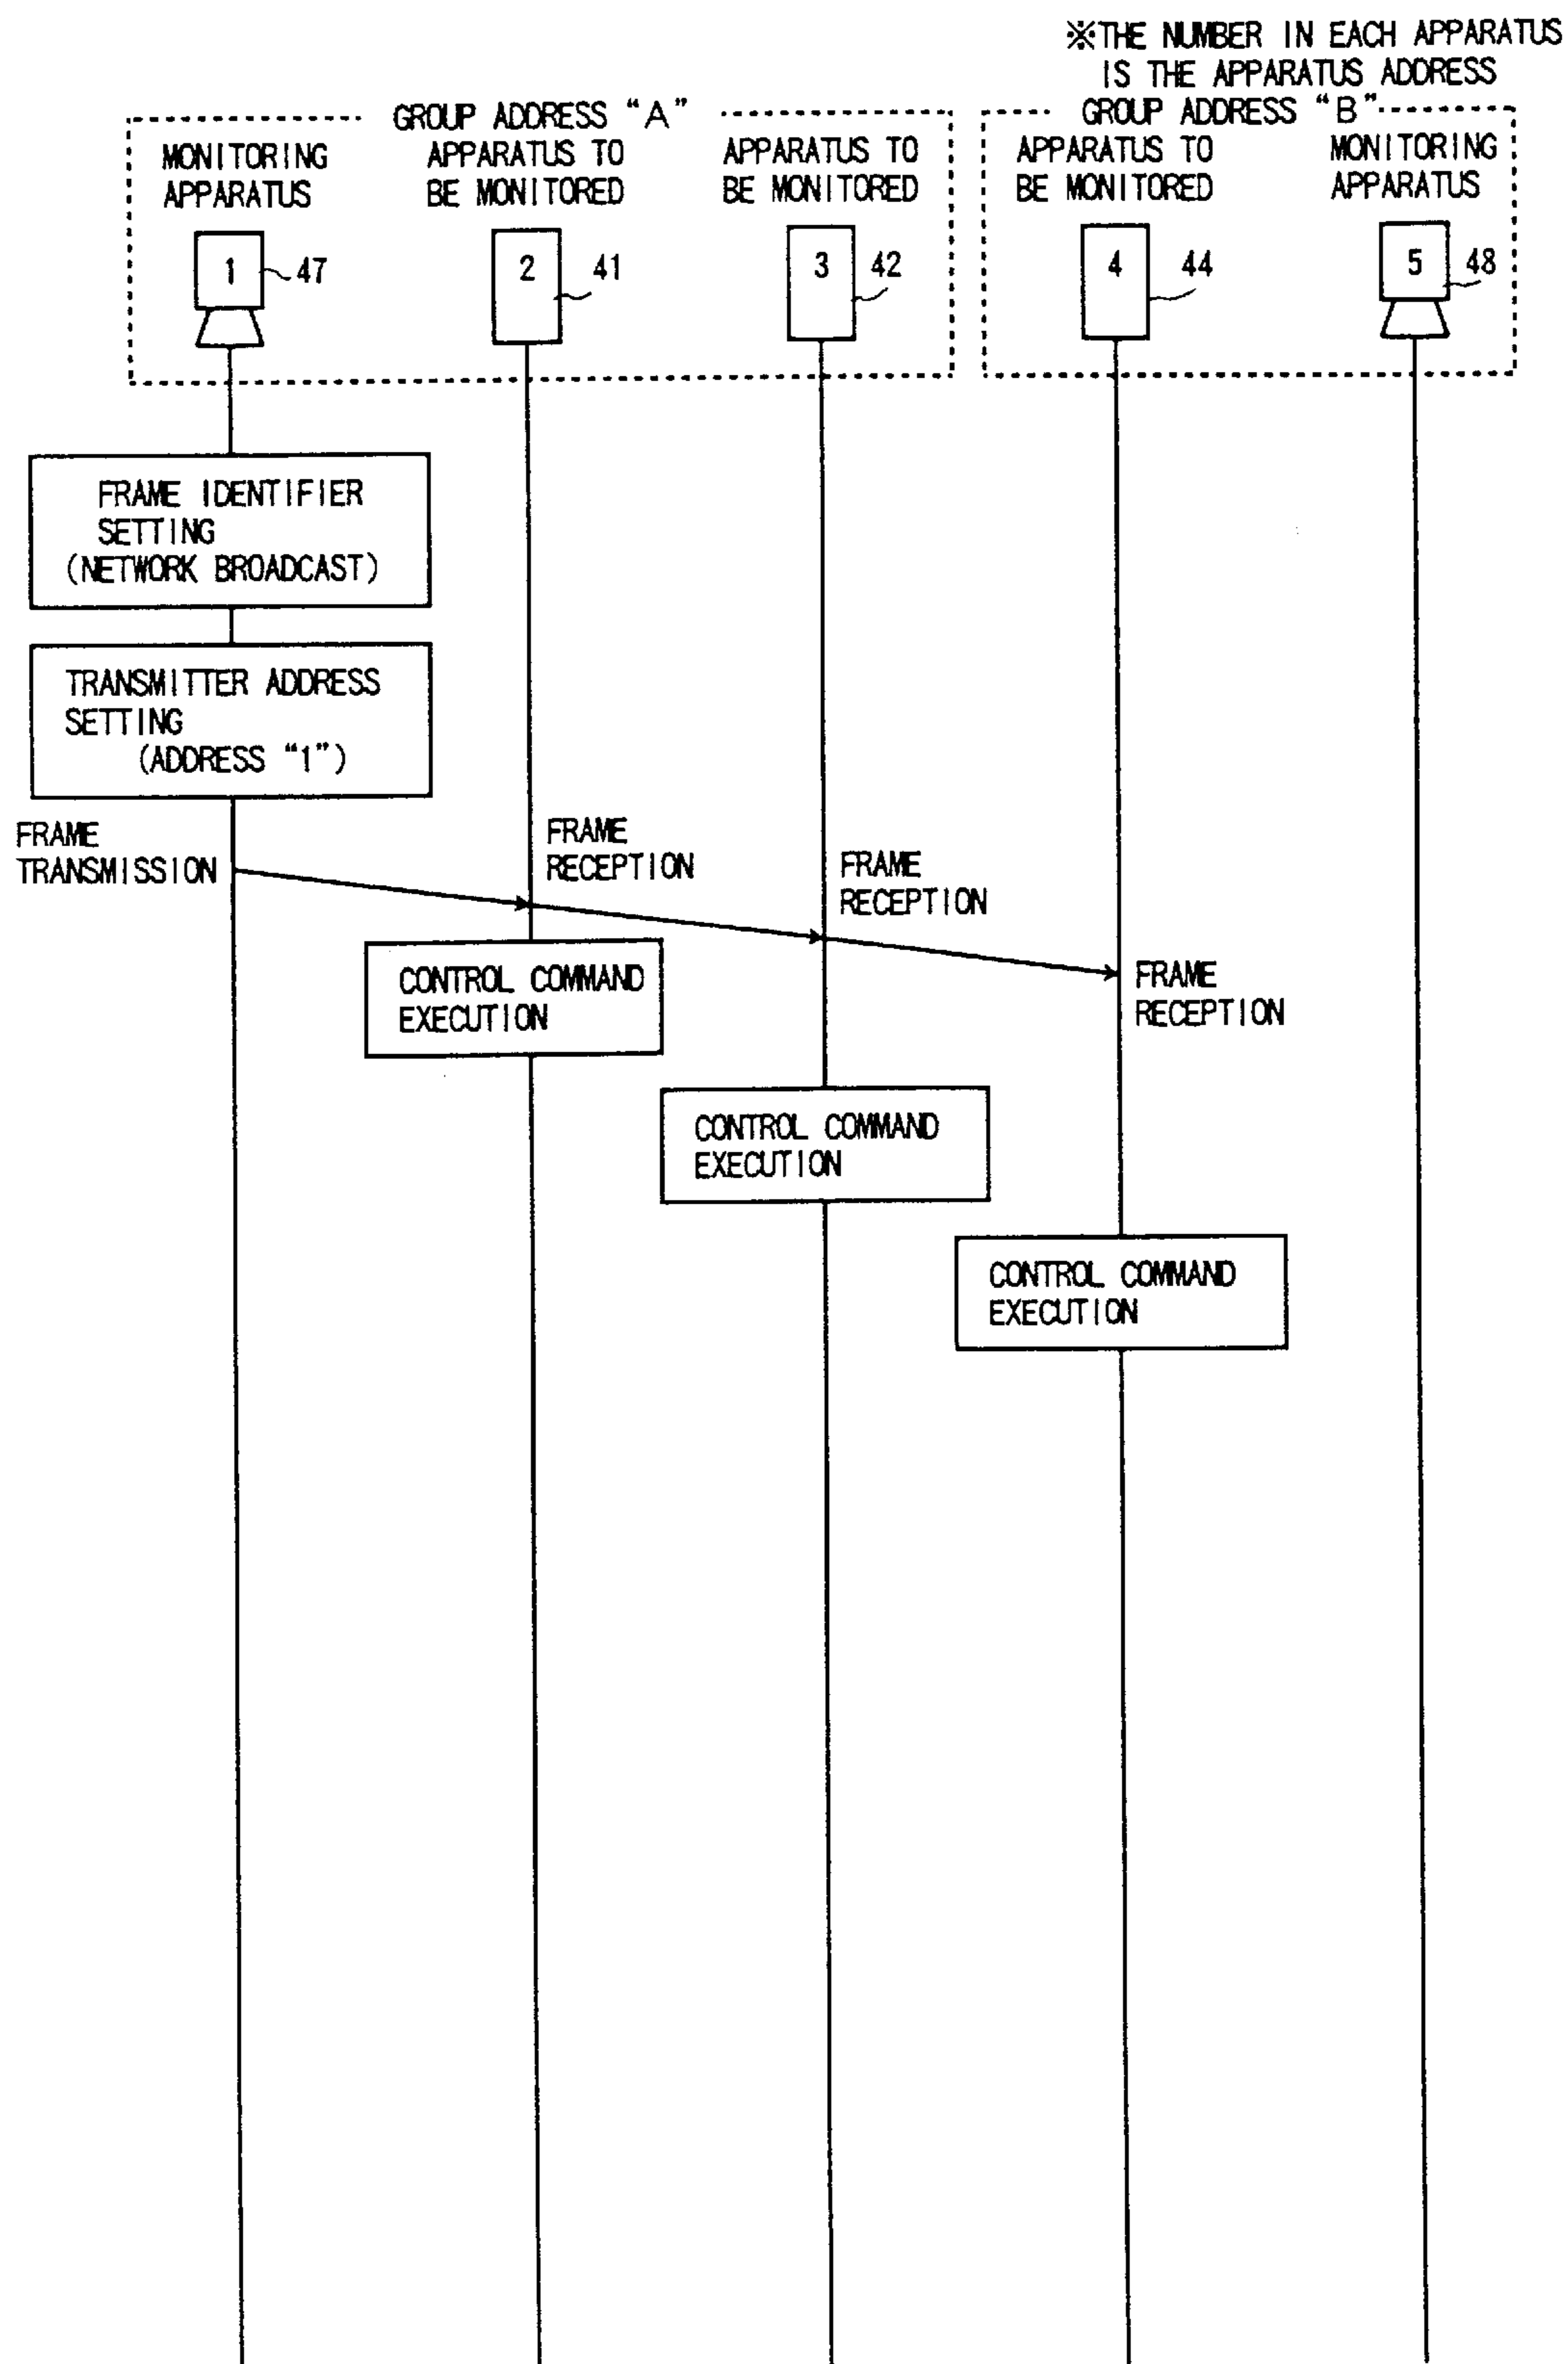 ※THE NUMBER IN EACH APPARATUS
IS THE APPARATUS ADDRESS
GROUP ADDRESS “A”
GROUP ADDRESS “B”
MONITORING
APPARATUS
APPARATUS TO
BE MONITORED
APPARATUS TO
BE MONITORED
APPARATUS TO
BE MONITORED
MONITORING
APPARATUS
1
47
2
41
3
42
4
44
5
48
FRAME IDENTIFIER
SETTING
(NETWORK BROADCAST)
TRANSMITTER ADDRESS
SETTING
(ADDRESS “1”)
FRAME
TRANSMISSION
FRAME
RECEPTION
FRAME
RECEPTION
FRAME
RECEPTION
CONTROL COMMAND
EXECUTION
CONTROL COMMAND
EXECUTION
CONTROL COMMAND
EXECUTION